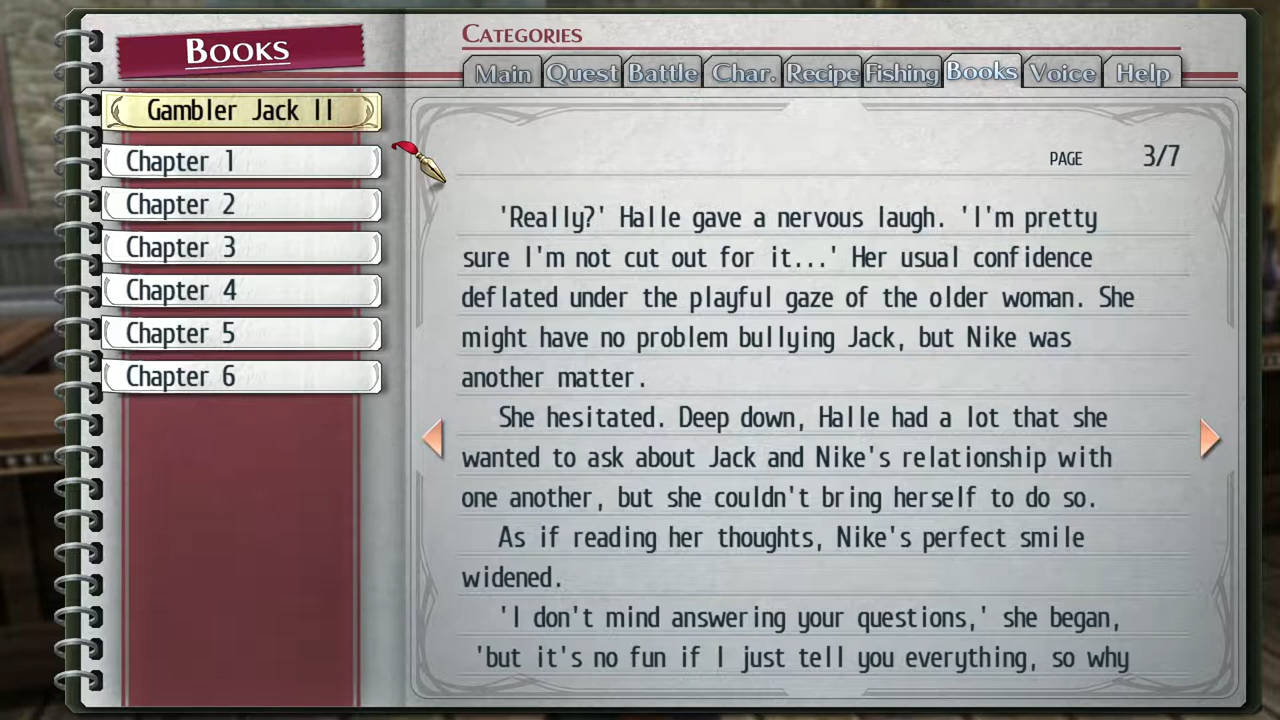 Books
Categories
Main
Quest
Battle
Char.
Recipe
Fishing
Books
Voice
Help
Gambler Jack II
Chapter 1
Chapter 2
Chapter 3
Chapter 4
Chapter 5
Chapter 6
PAGE 3/7
'Really?' Halle gave a nervous laugh. 'I'm pretty
sure I'm not cut out for it...' Her usual confidence
deflated under the playful gaze of the older woman. She
might have no problem bullying Jack, but Nike was
another matter.
She hesitated. Deep down, Halle had a lot that she
wanted to ask about Jack and Nike's relationship with
one another, but she couldn't bring herself to do so.
As if reading her thoughts, Nike's perfect smile
widened.
'I don't mind answering your questions,' she began,
'but it's no fun if I just tell you everything, so why